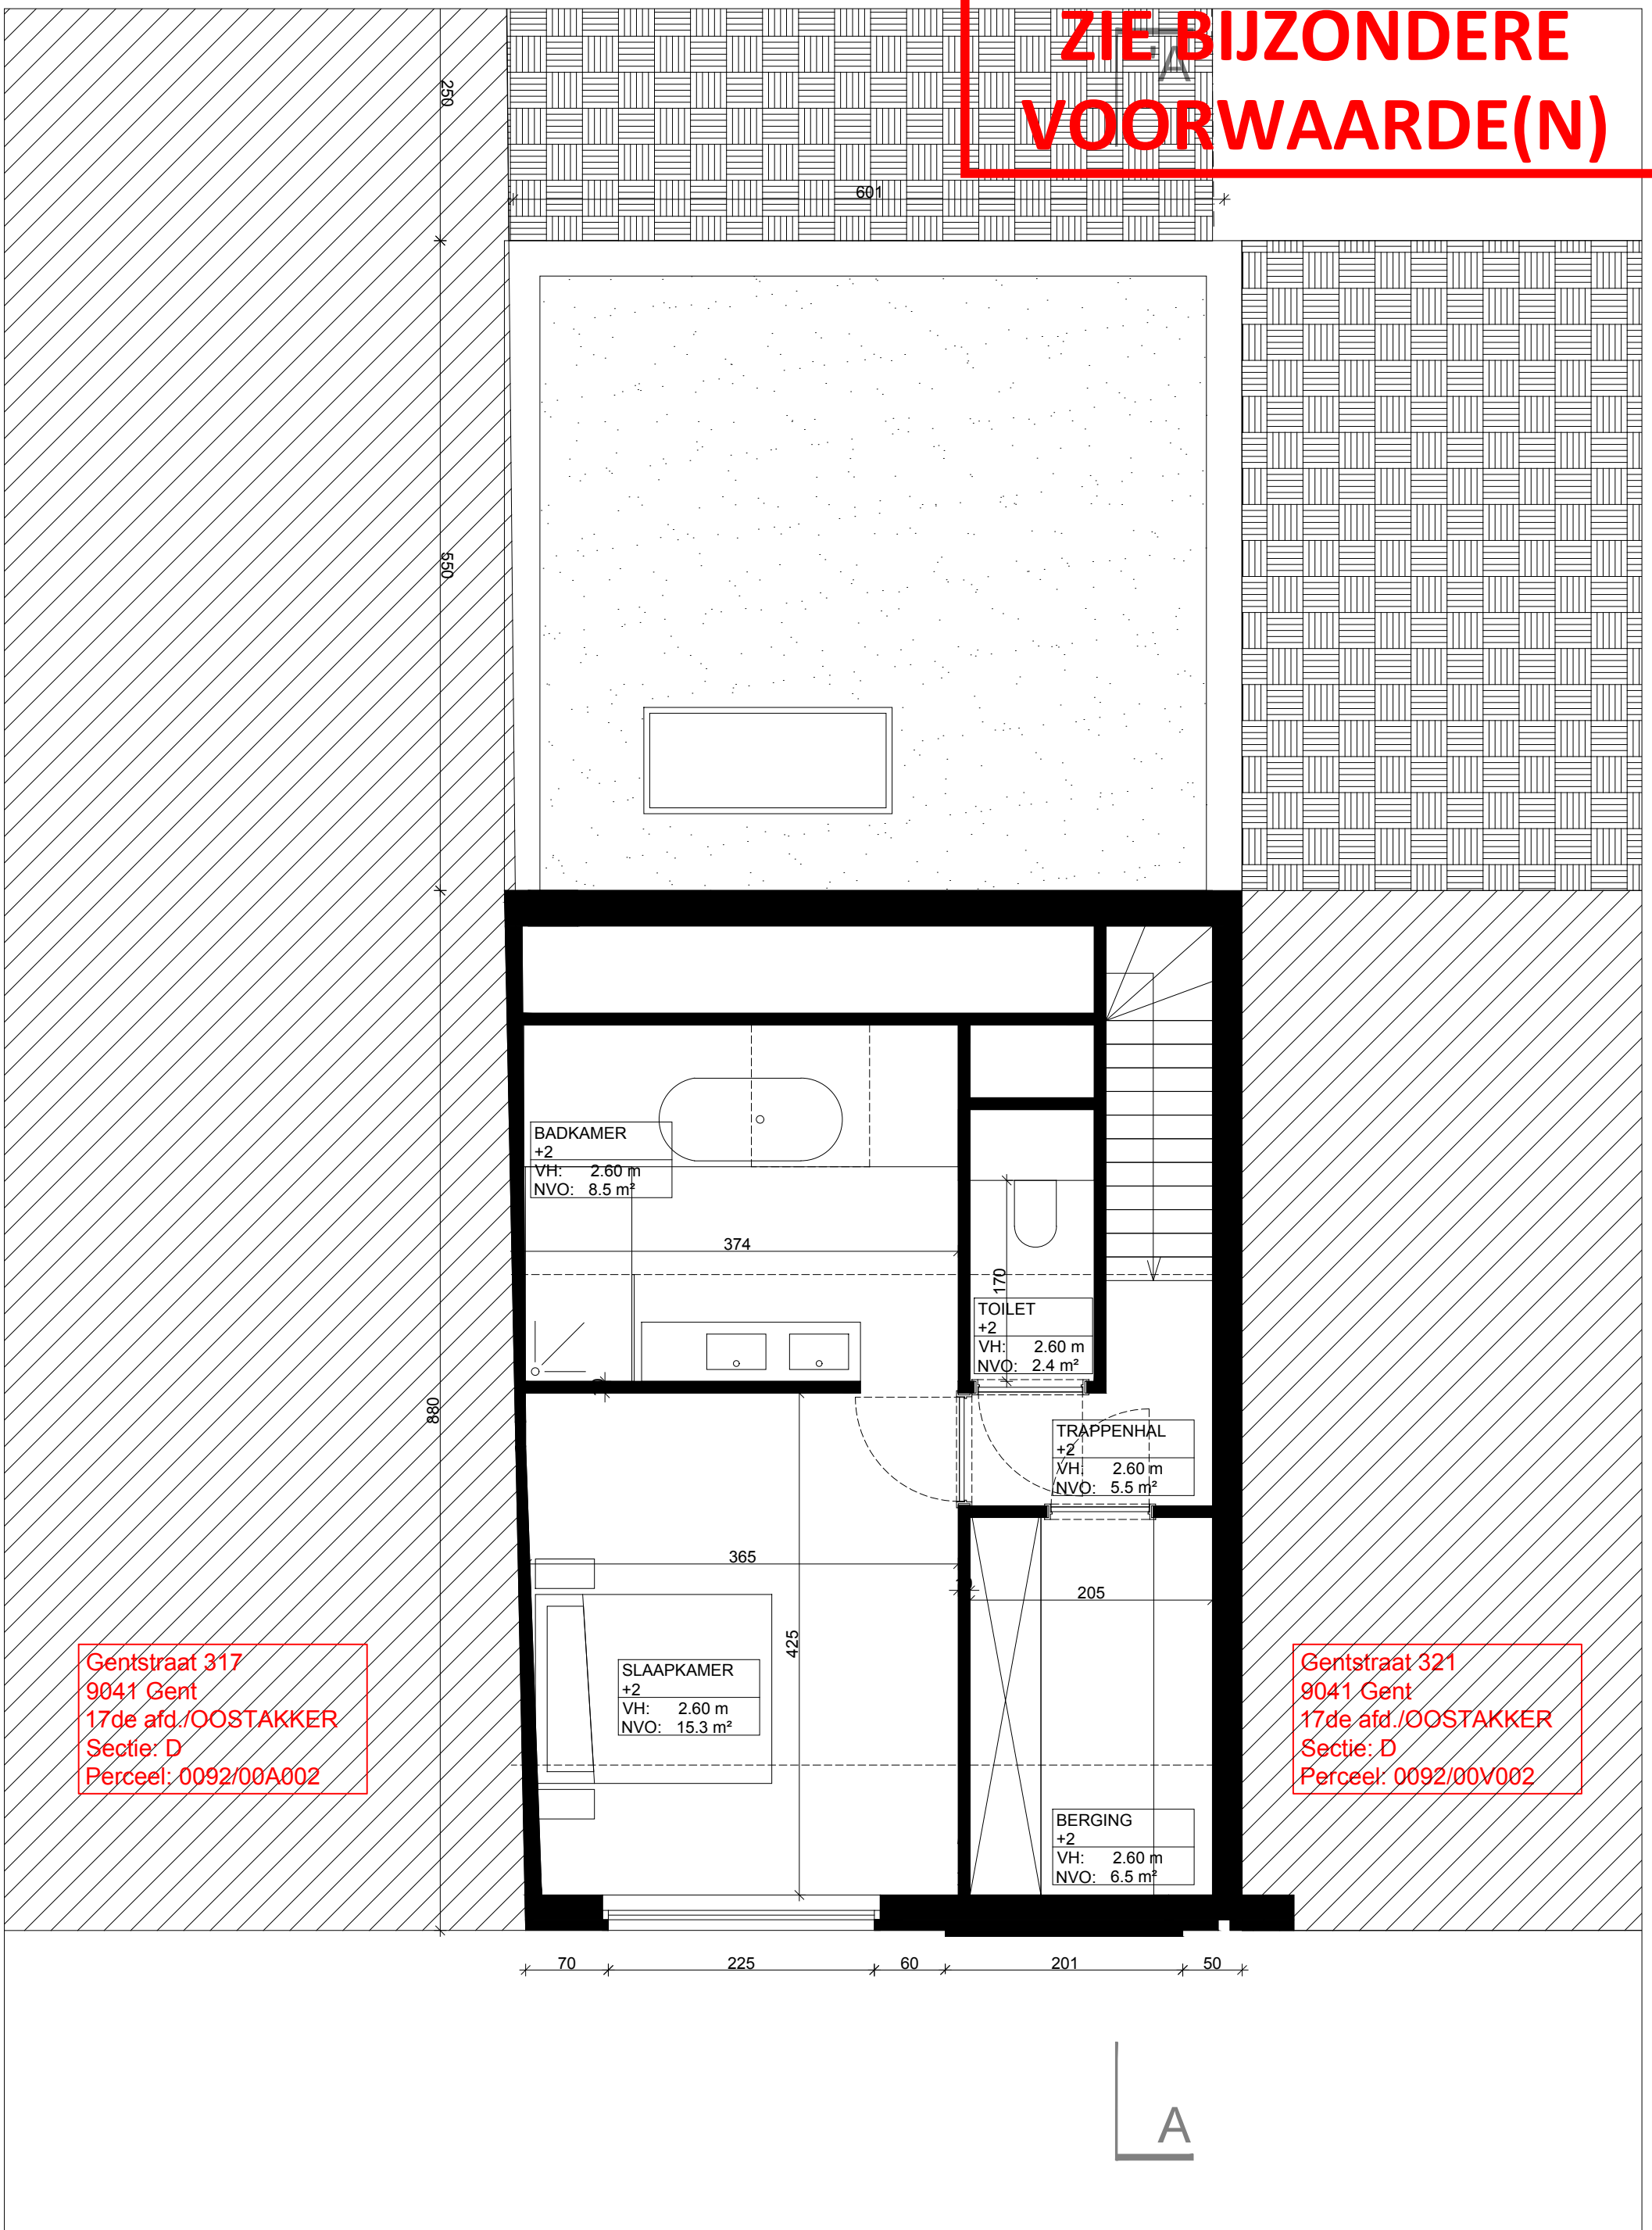 ZIE BIJZONDERE
VOORWAARDE(N)
'A
250
601
550
BADKAMER
+2
VH: 2.60 m
NVO: 8.5 m²
374
170
TOILET
+2
VH: 2.60 m
NVO: 2.4 m²
880
TRAPPENHAL
+2
VH: 2.60 m
NVO: 5.5 m²
365
205
425
SLAAPKAMER
+2
VH: 2.60 m
NVO: 15.3 m²
Gentstraat 317
9041 Gent
17de afd./OOSTAKKER
Sectie: D
Perceel: 0092/00A002
Gentstraat 321
9041 Gent
17de afd./OOSTAKKER
Sectie: D
Perceel: 0092/00V002
BERGING
+2
VH: 2.60 m
NVO: 6.5 m²
70
225
60
201
50
A